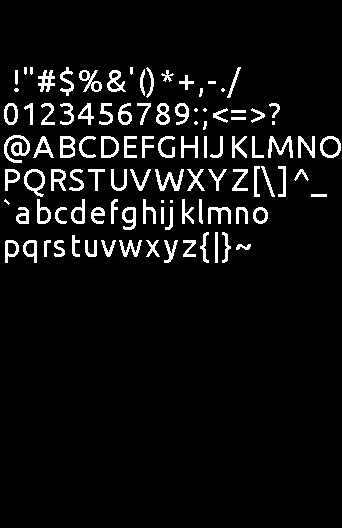 !"#$%&'()*+,-./
0123456789:;<=>?
@ABCDEFGHIJKLMNO
PQRSTUVWXYZ[\]^_
`abcdefghijklmno
pqrstuvwxyz{|}~